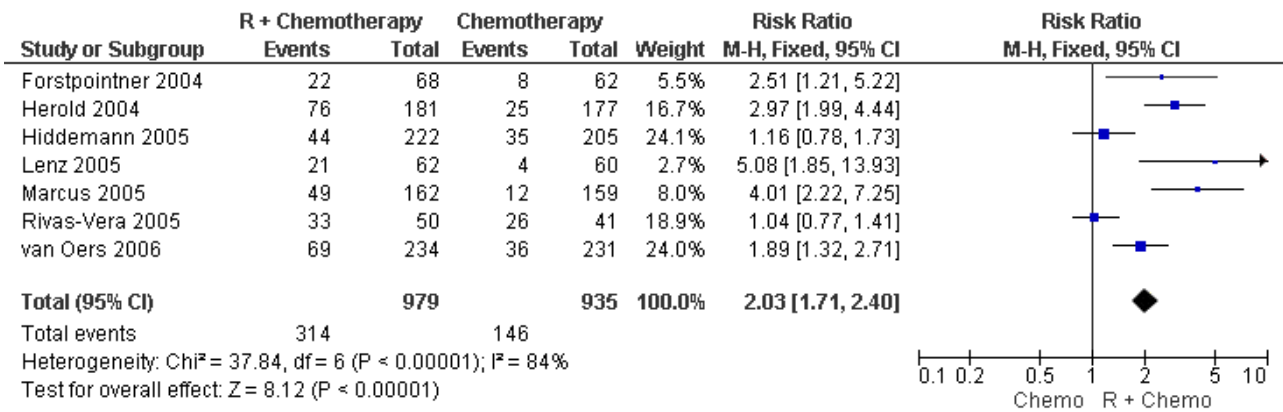 R + Chemotherapy Chemotherapy Risk Ratio Risk Ratio
Study or Subgroup Events Total Events Total Weight M-H, Fixed, 95% CI M-H, Fixed, 95% CI
Forstpointner 2004 22 68 8 62 5.5% 2.51 [1.21, 5.22]
Herold 2004 76 181 25 177 16.7% 2.97 [1.99, 4.44]
Hiddemann 2005 44 222 35 205 24.1% 1.16 [0.78, 1.73]
Lenz 2005 21 62 4 60 2.7% 5.08 [1.85, 13.93]
Marcus 2005 49 162 12 159 8.0% 4.01 [2.22, 7.25]
Rivas-Vera 2005 33 50 26 41 18.9% 1.04 [0.77, 1.41]
van Oers 2006 69 234 36 231 24.0% 1.89 [1.32, 2.71]
Total (95% CI) 979 935 100.0% 2.03 [1.71, 2.40]
Total events 314 146
Heterogeneity: Chi² = 37.84, df = 6 (P < 0.00001); I² = 84%
Test for overall effect: Z = 8.12 (P < 0.00001)
0.1 0.2 0.5 1 2 5 10
Chemo R + Chemo